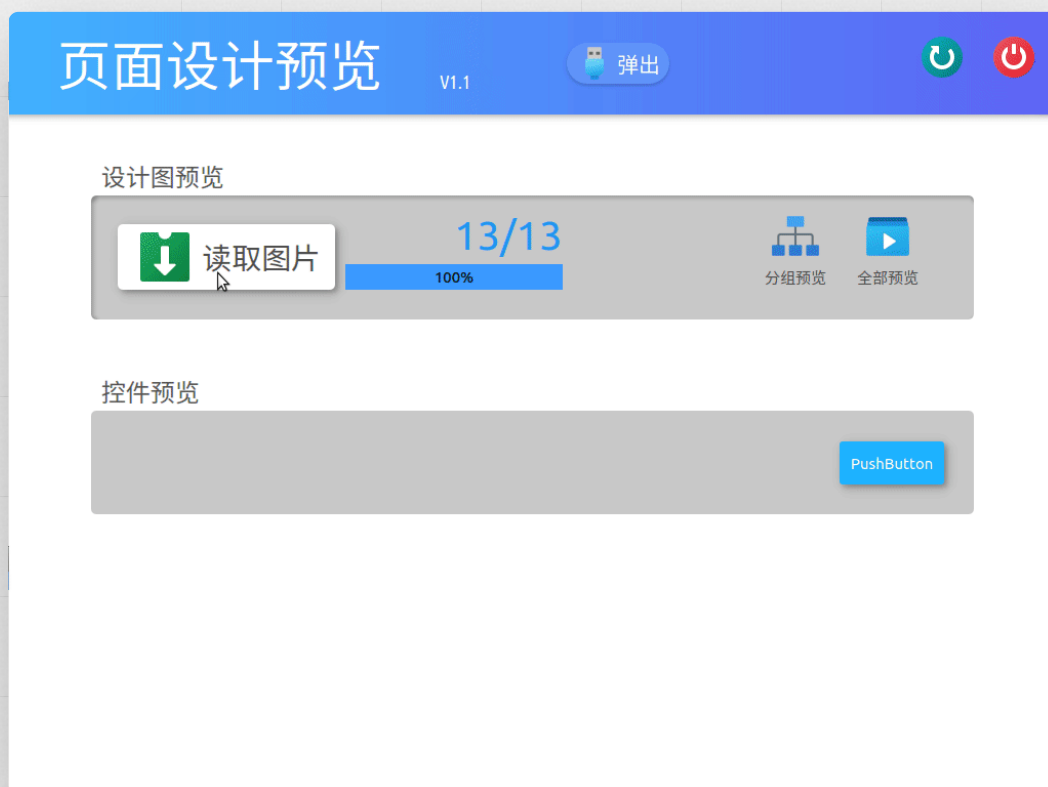 页面设计预览
V1.1
弹出
设计图预览
读取图片
13/13
100%
分组预览
全部预览
控件预览
PushButton